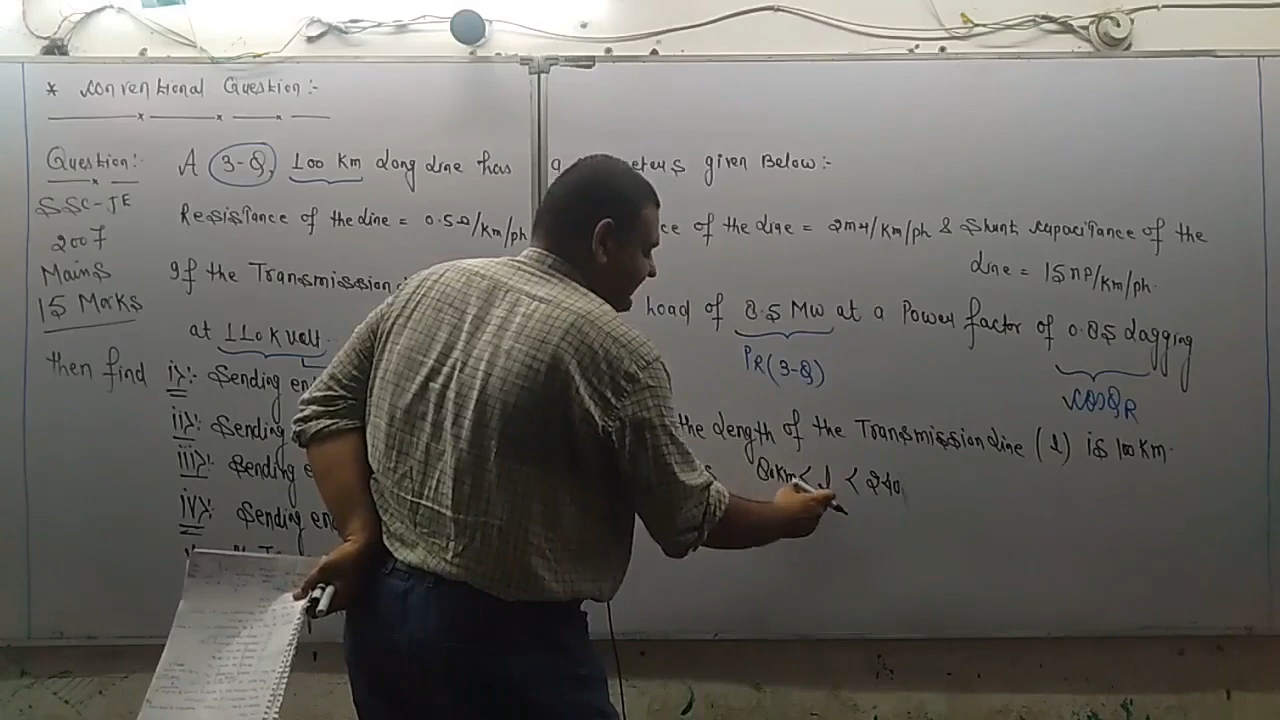 * Conventional Question:-
Question:- A 3-Φ, 100 Km long line has
given Below:-
SSC-JE
2007
Mains
15 Marks
Resistance of the line = 0.5Ω/Km/ph
of the line = 2mH/Km/ph & Shunt capacitance of the
line = 15nF/Km/ph.
If the Transmission
load of 8.5 MW at a Power factor of 0.85 lagging
at 110 K volt.
PR (3-Φ)
cosΦR
then find i>:- Sending en
ii>:- Sending
iii>:- Sending e
iv>:- Sending en
the length of the Transmission line (l) is 100 Km.
80Km < l < 240